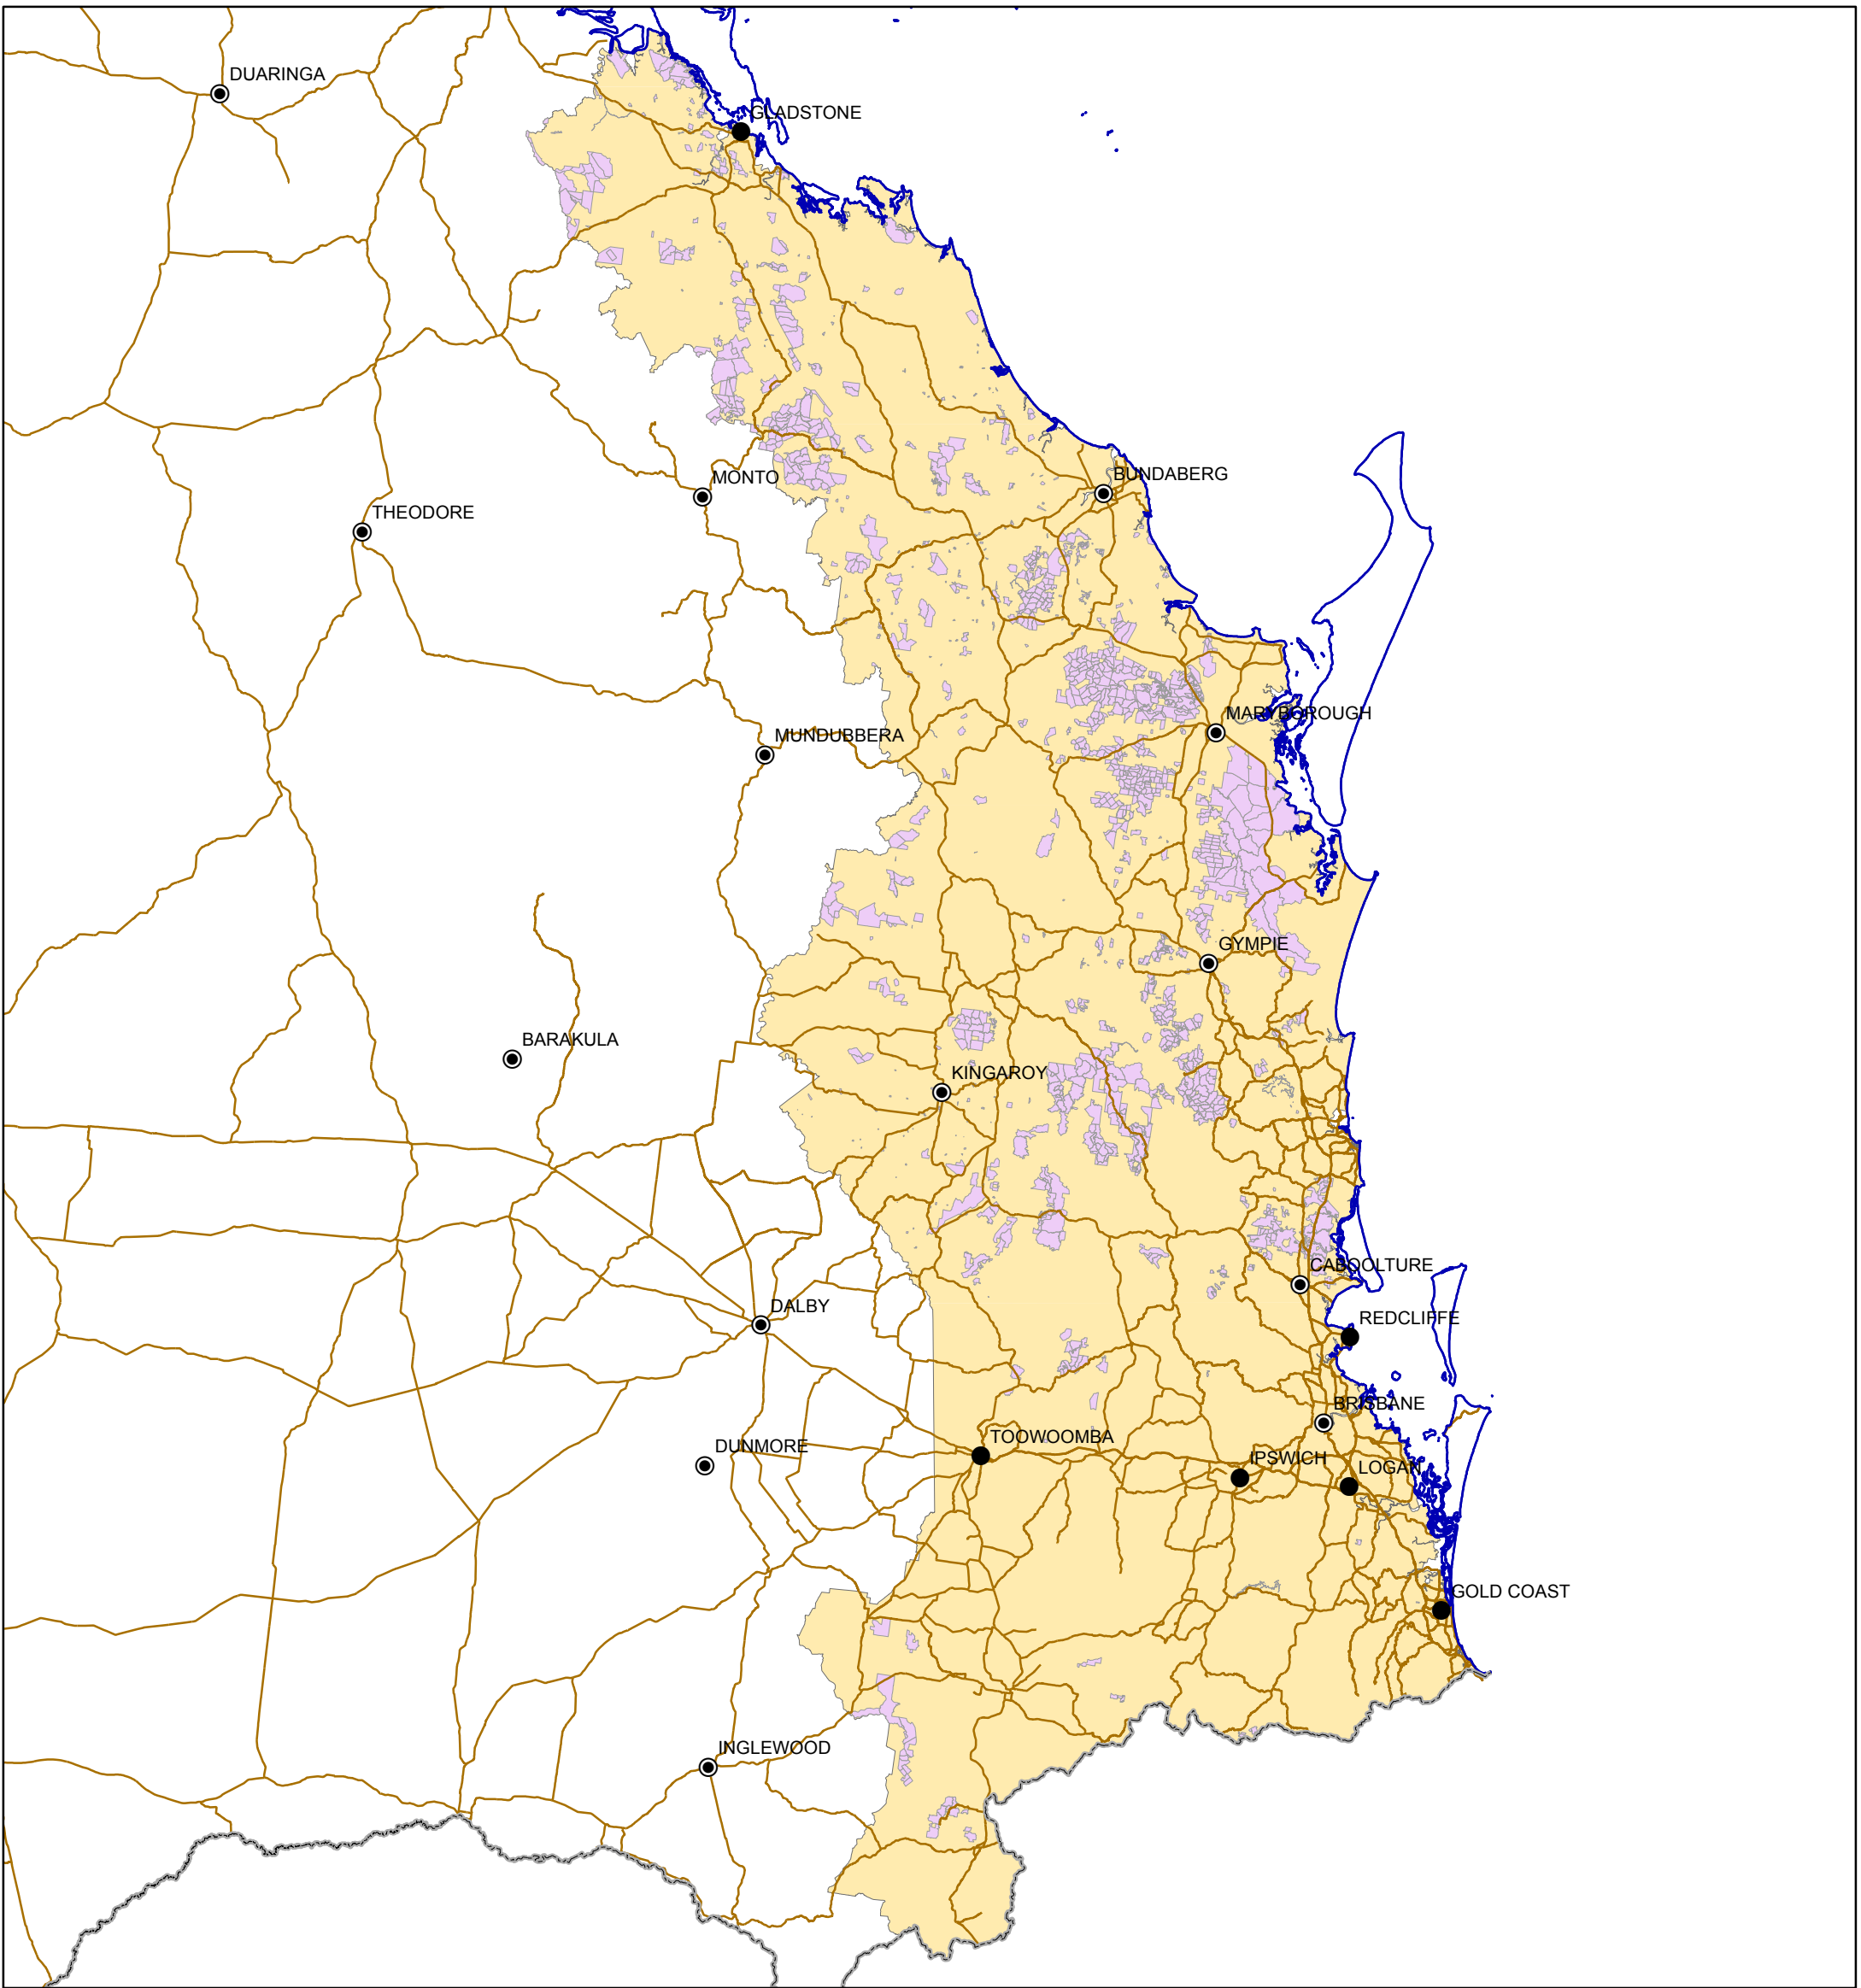 DUARINGA
GLADSTONE
MONTO
BUNDABERG
THEODORE
MARYBOROUGH
MUNDUBBERA
GYMPIE
BARAKULA
KINGAROY
CABOOLTURE
DALBY
REDCLIFFE
BRISBANE
TOOWOOMBA
DUNMORE
IPSWICH
LOGAN
GOLD COAST
INGLEWOOD